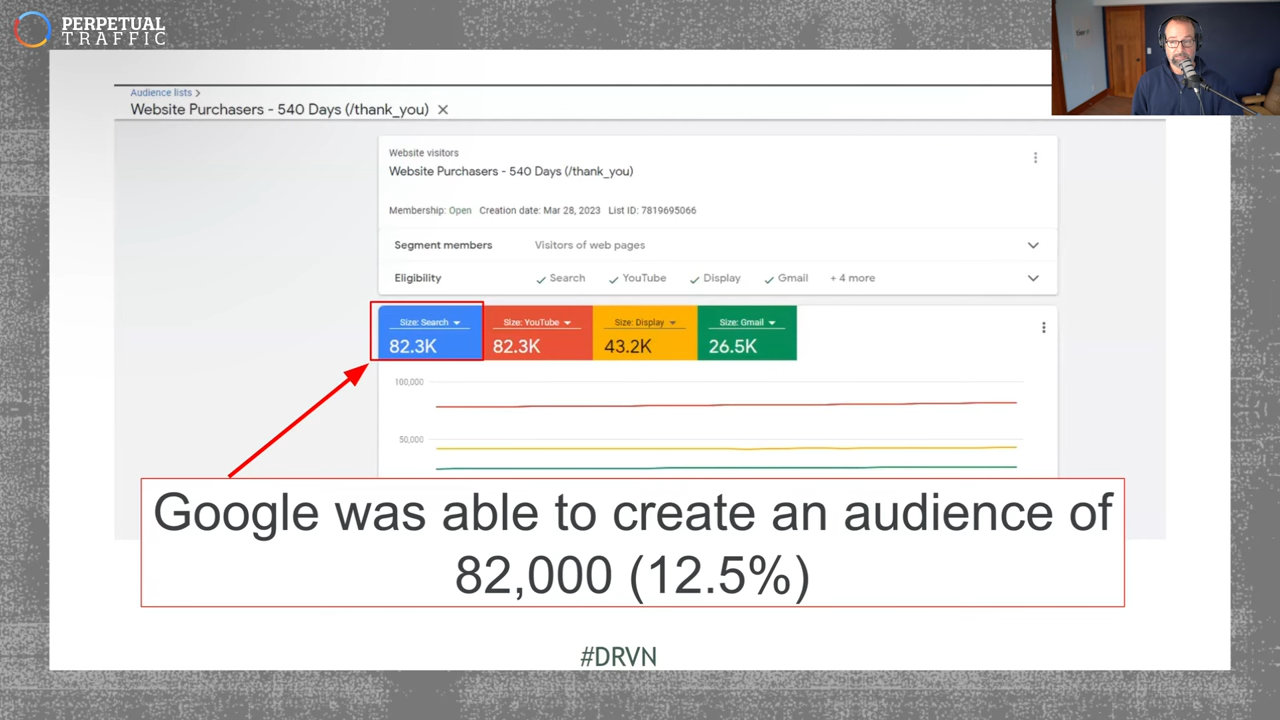 PERPETUAL
TRAFFIC
Audience lists >
Website Purchasers - 540 Days (/thank_you) ✕
Website visitors
Website Purchasers - 540 Days (/thank_you)
Membership: Open Creation date: Mar 28, 2023 List ID: 7819695066
Segment members Visitors of web pages
Eligibility Search YouTube Display Gmail + 4 more
Size: Search Size: YouTube Size: Display Size: Gmail
82.3K 82.3K 43.2K 26.5K
100,000
50,000
Google was able to create an audience of
82,000 (12.5%)
#DRVN